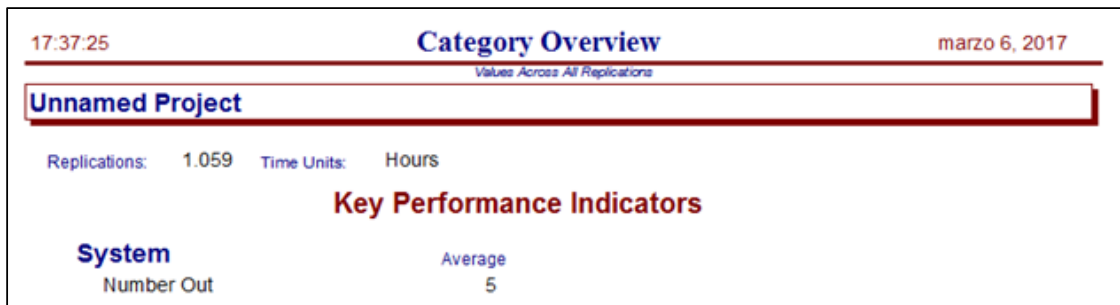 17:37:25 Category Overview marzo 6, 2017
Values Across All Replications
Unnamed Project
Replications: 1.059 Time Units: Hours
Key Performance Indicators
System Average
Number Out 5